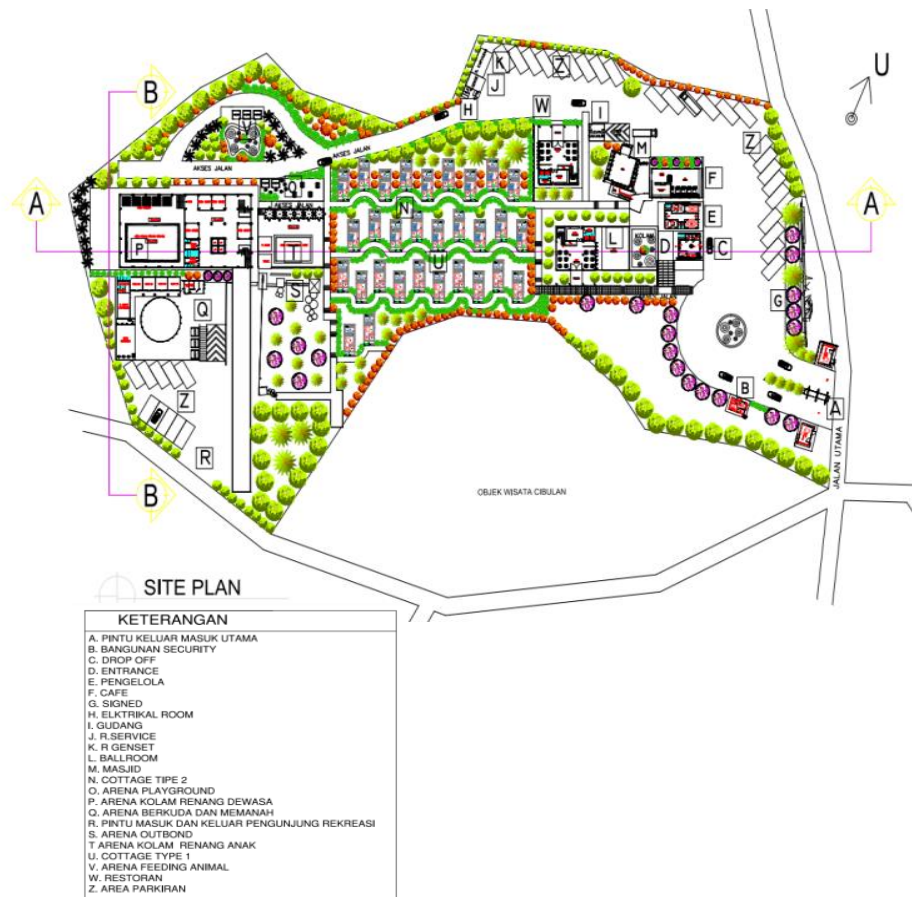 B
K
Z
J
H
W
I
M
U
AKSES JALAN
AKSES JALAN
Z
A
A
F
O
AKSES JALAN
N
E
P
L
KOLAM
D
C
U
S
G
Q
B
A
Z
R
B
JALAN UTAMA
OBJEK WISATA CIBULAN
SITE PLAN
KETERANGAN
A. PINTU KELUAR MASUK UTAMA
B. BANGUNAN SECURITY
C. DROP OFF
D. ENTRANCE
E. PENGELOLA
F. CAFE
G. SIGNED
H. ELKTRIKAL ROOM
I. GUDANG
J. R.SERVICE
K. R GENSET
L. BALLROOM
M. MASJID
N. COTTAGE TIPE 2
O. ARENA PLAYGROUND
P. ARENA KOLAM RENANG DEWASA
Q. ARENA BERKUDA DAN MEMANAH
R. PINTU MASUK DAN KELUAR PENGUNJUNG REKREASI
S. ARENA OUTBOND
T ARENA KOLAM RENANG ANAK
U. COTTAGE TYPE 1
V. ARENA FEEDING ANIMAL
W. RESTORAN
Z. AREA PARKIRAN